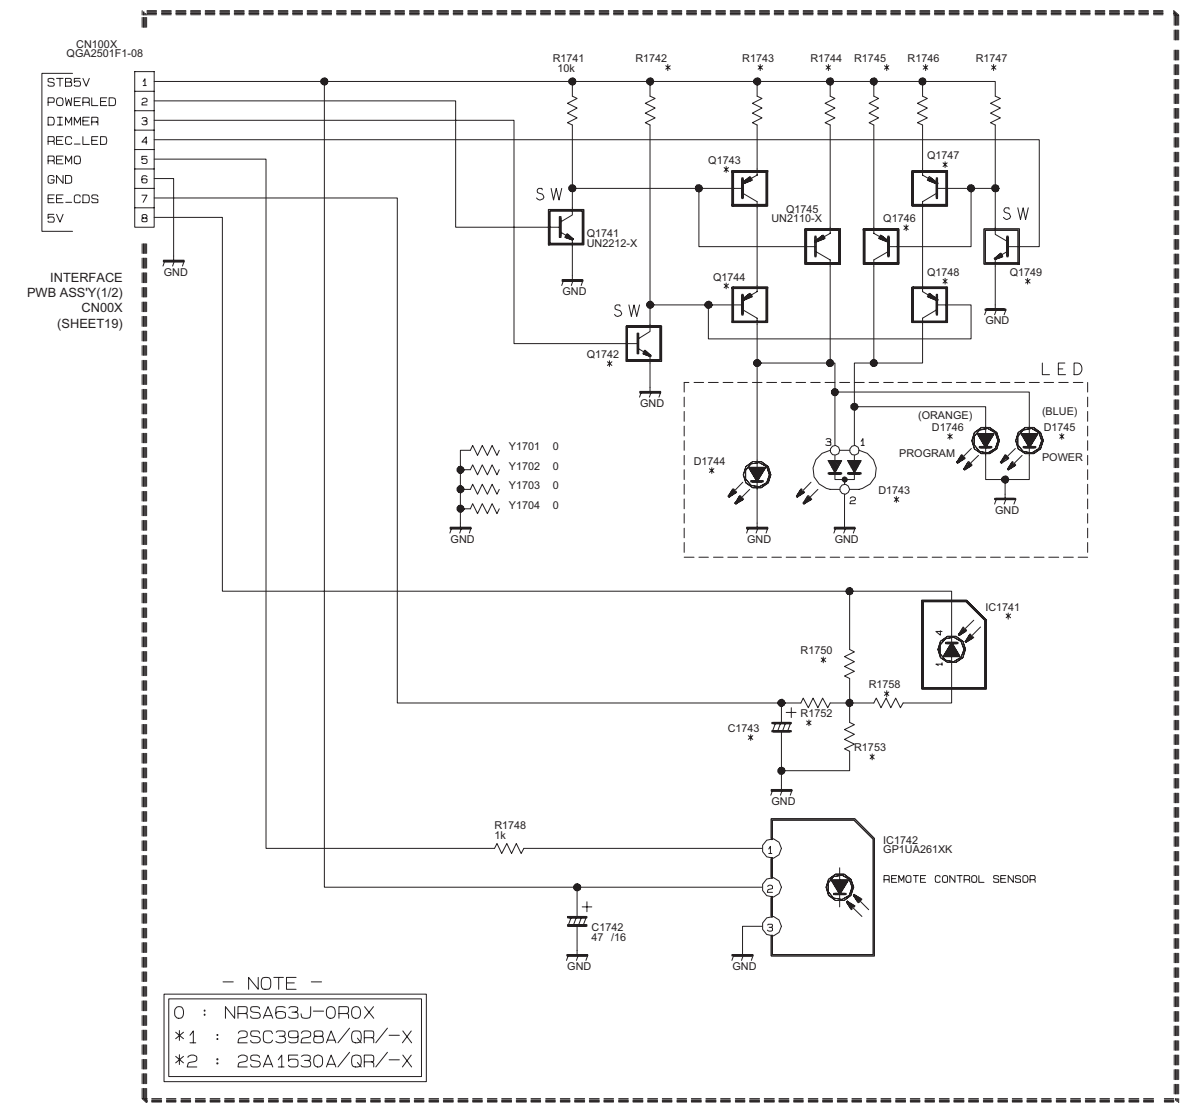 CN100X
QGA2501F1-08
STB5V 1
POWERLED 2
DIMMER 3
REC_LED 4
REMO 5
GND 6
EE_CDS 7
5V 8
INTERFACE
PWB ASS'Y(1/2)
CN00X
(SHEET19)
GND
R1741
10k
R1742
*
R1743
*
R1744
*
R1745
*
R1746
*
R1747
*
SW
Q1741
UN2212-X
GND
SW
Q1742
*
GND
Q1743
*
Q1744
*
Q1745
UN2110-X
Q1746
*
Q1747
*
Q1748
*
SW
Q1749
*
GND
LED
(ORANGE)
D1746
*
PROGRAM
(BLUE)
D1745
*
POWER
GND
D1744
*
GND
3 1
2
D1743
*
GND
Y1701 0
Y1702 0
Y1703 0
Y1704 0
GND
IC1741
*
4
1
R1750
*
R1758
*
R1752
*
R1753
*
C1743
*
+
GND
R1748
1k
1
2
3
IC1742
GP1UA261XK
REMOTE CONTROL SENSOR
+
C1742
47 /16
GND
GND
- NOTE -
0 : NRSA63J-0R0X
*1 : 2SC3928A/QR/-X
*2 : 2SA1530A/QR/-X